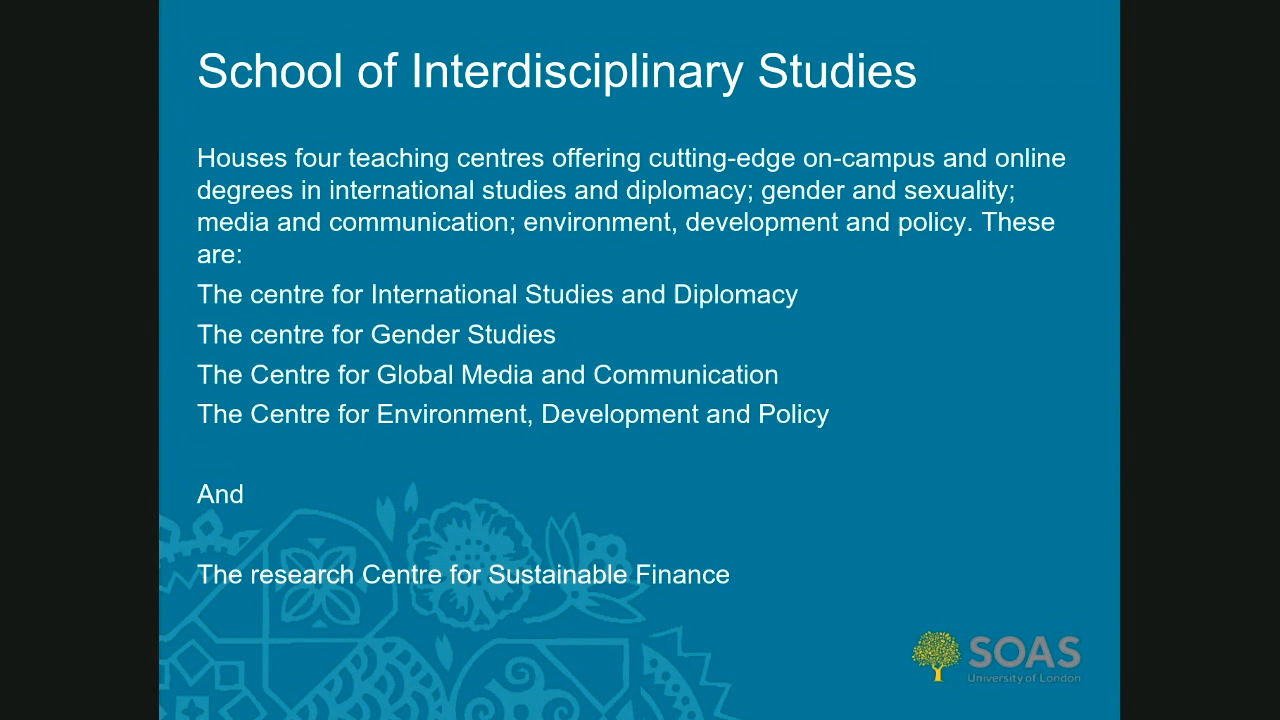 School of Interdisciplinary Studies
Houses four teaching centres offering cutting-edge on-campus and online
degrees in international studies and diplomacy; gender and sexuality;
media and communication; environment, development and policy. These
are:
The centre for International Studies and Diplomacy
The centre for Gender Studies
The Centre for Global Media and Communication
The Centre for Environment, Development and Policy
And
The research Centre for Sustainable Finance
SOAS
University of London